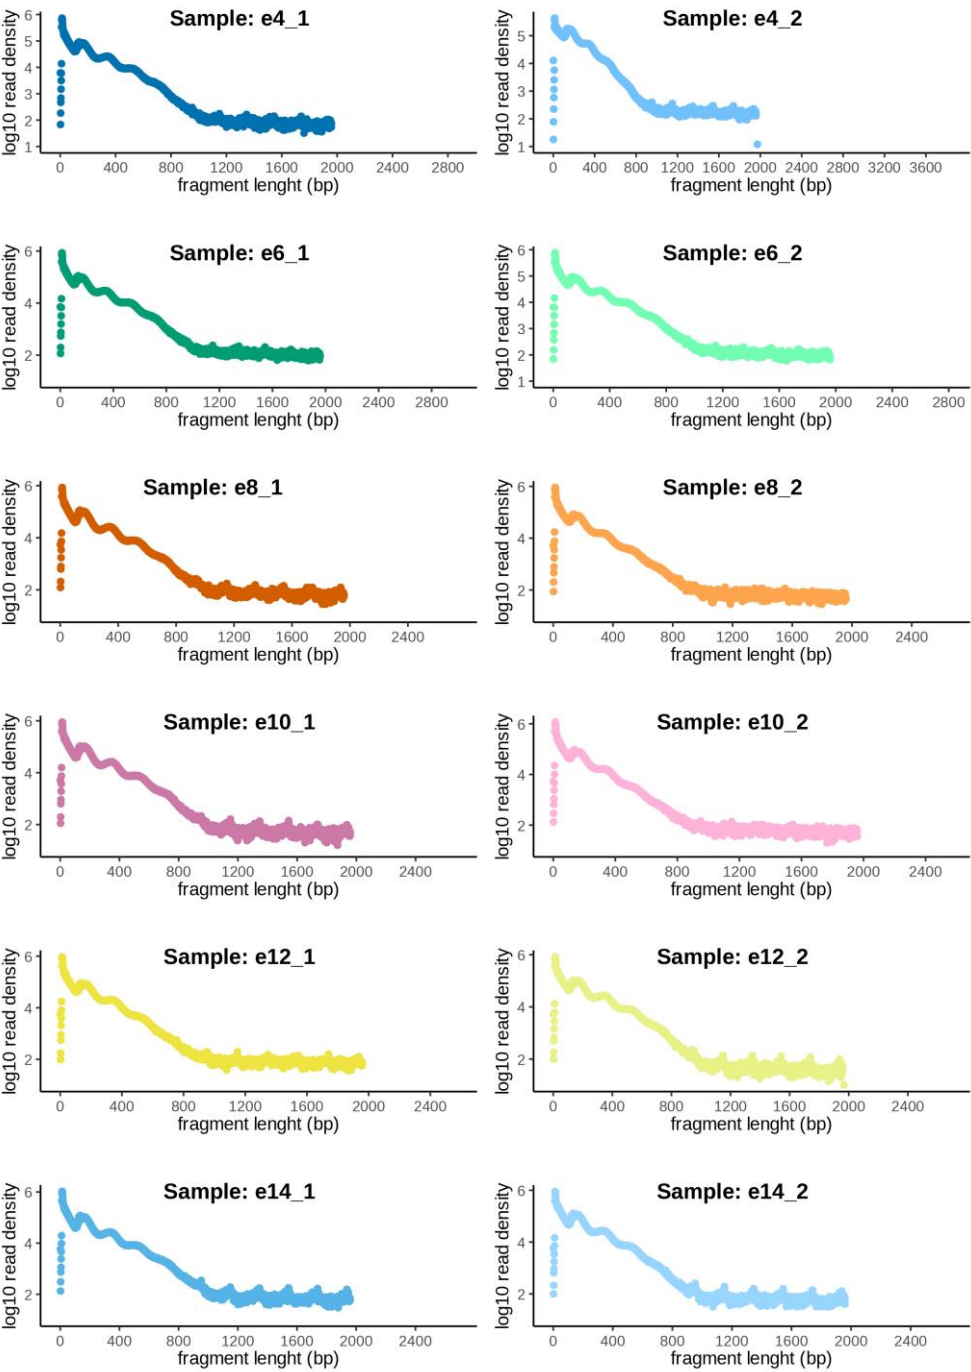 Sample: e4_1
log10 read density
6
5
4
3
2
1
0 400 800 1200 1600 2000 2400 2800
fragment lenght (bp)
Sample: e4_2
log10 read density
5
4
3
2
1
0 400 800 1200 1600 2000 2400 2800 3200 3600
fragment lenght (bp)
Sample: e6_1
log10 read density
6
4
2
0 400 800 1200 1600 2000 2400 2800
fragment lenght (bp)
Sample: e6_2
log10 read density
6
5
4
3
2
1
0 400 800 1200 1600 2000 2400 2800
fragment lenght (bp)
Sample: e8_1
log10 read density
6
4
2
0 400 800 1200 1600 2000 2400
fragment lenght (bp)
Sample: e8_2
log10 read density
6
4
2
0 400 800 1200 1600 2000 2400
fragment lenght (bp)
Sample: e10_1
log10 read density
6
4
2
0 400 800 1200 1600 2000 2400
fragment lenght (bp)
Sample: e10_2
log10 read density
6
4
2
0 400 800 1200 1600 2000 2400
fragment lenght (bp)
Sample: e12_1
log10 read density
6
4
2
0 400 800 1200 1600 2000 2400
fragment lenght (bp)
Sample: e12_2
log10 read density
6
4
2
0 400 800 1200 1600 2000 2400
fragment lenght (bp)
Sample: e14_1
log10 read density
6
4
2
0 400 800 1200 1600 2000 2400
fragment lenght (bp)
Sample: e14_2
log10 read density
6
4
2
0 400 800 1200 1600 2000 2400
fragment lenght (bp)